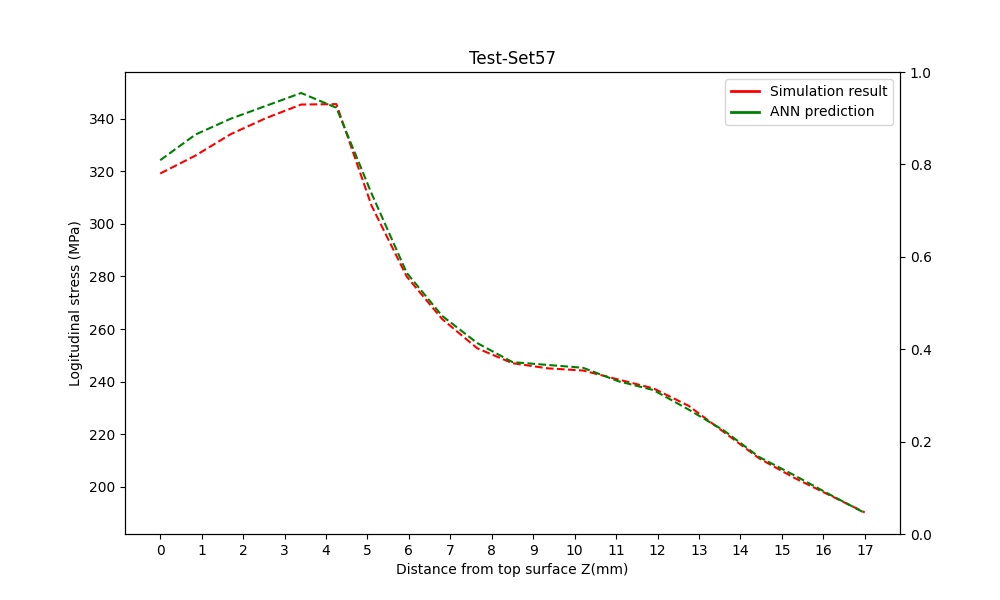 Test-Set57
Simulation result
ANN prediction
Logitudinal stress (MPa)
340
320
300
280
260
240
220
200
1.0
0.8
0.6
0.4
0.2
0.0
0 1 2 3 4 5 6 7 8 9 10 11 12 13 14 15 16 17
Distance from top surface Z(mm)